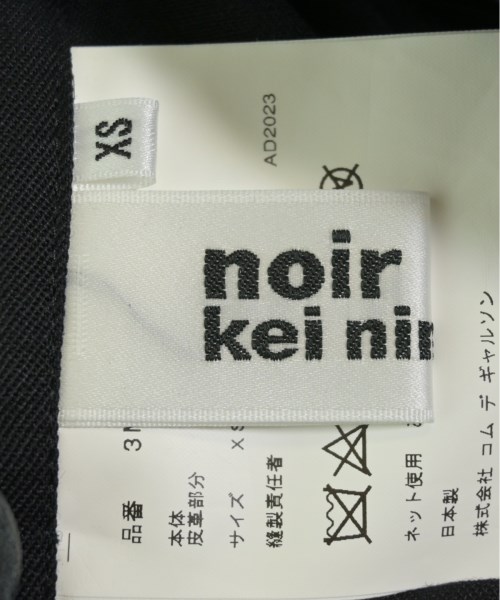 XS
AD2023
noir
kei nin
品番 3
本体
皮革部分
サイズ XS
縫製責任者
ネット使用
日本製
株式会社 コム デ ギャルソン